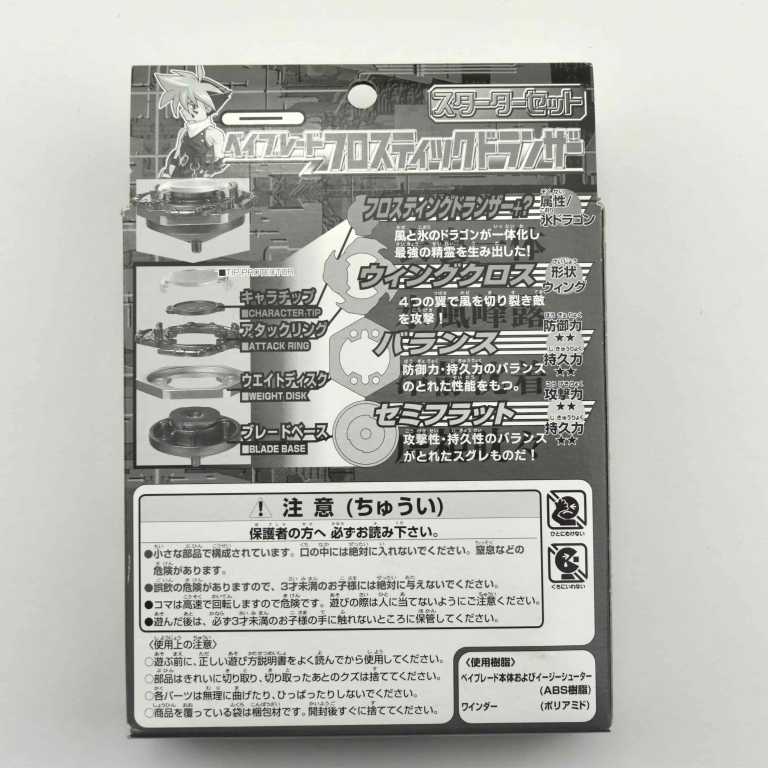 スターターセット
ベイブレード フロスティックドランザー
フロスティングドランザー+?
属性/
氷ドラゴン
風と氷のドラゴンが一体化し
最強の精霊を生み出した!
ウィングクロス
形状
ウィング
4つの翼で風を切り裂き敵
を攻撃
バランス
防御力
★★
持久力
★★
防御力・持久力のバランス
のとれた性能をもつ。
セミフラット
攻撃力
★★
持久力
★★
攻撃性・持久性のバランス
がとれたスグレものだ!
■TIP PROTECTOR
キャラチップ
■CHARACTER TIP
アタックリング
■ATTACK RING
ウエイトディスク
■WEIGHT DISK
ブレードベース
■BLADE BASE
注意(ちゅうい)
保護者の方へ 必ずお読み下さい。
●小さな部品で構成されています。口の中には絶対に入れないでください。窒息などの
危険があります。
●誤飲の危険がありますので、3才未満のお子様には絶対に与えないでください。
●コマは高速で回転しますので危険です。遊びの際は人に当てないようにご注意ください。
●遊んだ後は、必ず3才未満のお子様の手に触れないところに保管してください。
ひとにむけない
くちにいれない
〈使用上の注意〉
○遊ぶ前に、正しい遊び方説明書をよく読んでから使用してください。
○部品はきれいに切り取り、切り取ったあとのクズは捨ててください。
○各パーツは無理に曲げたり、ひっぱったりしないでください。
○商品を覆っている袋は梱包材です。開封後すぐに捨ててください。
〈使用樹脂〉
ベイブレード本体およびイージーシューター
(ABS樹脂)
ワインダー (ポリアミド)